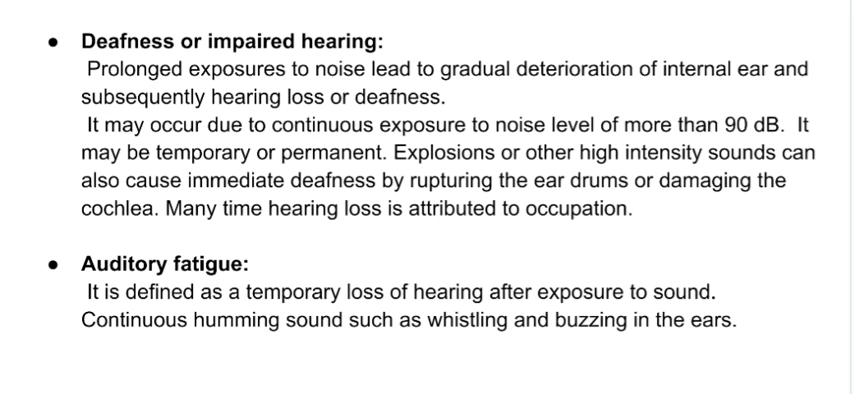 ● Deafness or impaired hearing:
Prolonged exposures to noise lead to gradual deterioration of internal ear and
subsequently hearing loss or deafness.
It may occur due to continuous exposure to noise level of more than 90 dB.  It
may be temporary or permanent. Explosions or other high intensity sounds can
also cause immediate deafness by rupturing the ear drums or damaging the
cochlea. Many time hearing loss is attributed to occupation.
● Auditory fatigue:
It is defined as a temporary loss of hearing after exposure to sound.
Continuous humming sound such as whistling and buzzing in the ears.